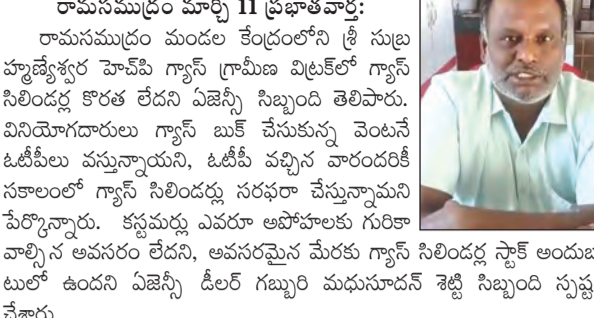 రామసముద్రం మార్చి 11 ప్రభాతవార్త:
రామసముద్రం మండల కేంద్రంలోని శ్రీ సుబ్ర
హ్మణ్యేశ్వర హెచ్‌పి గ్యాస్ గ్రామీణ విట్రక్‌లో గ్యాస్
సిలిండర్ల కొరత లేదని ఏజెన్సీ సిబ్బంది తెలిపారు.
వినియోగదారులు గ్యాస్ బుక్ చేసుకున్న వెంటనే
ఓటీపీలు వస్తున్నాయని, ఓటీపీ వచ్చిన వారందరికీ
సకాలంలో గ్యాస్ సిలిండర్లు సరఫరా చేస్తున్నామని
పేర్కొన్నారు. కస్టమర్లు ఎవరూ అపోహలకు గురికా
వాల్సిన అవసరం లేదని, అవసరమైన మేరకు గ్యాస్ సిలిండర్ల స్టాక్ అందుబా
టులో ఉందని ఏజెన్సీ డీలర్ గబ్బురి మధుసూదన్ శెట్టి సిబ్బంది స్పష్ట
చేశారు